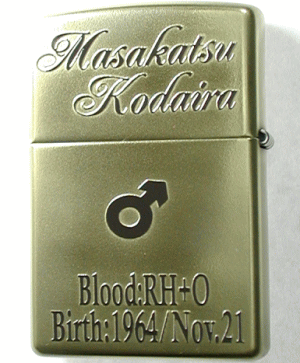 Masakatsu
Kodaira
Blood:RH+O
Birth:1964/Nov.21